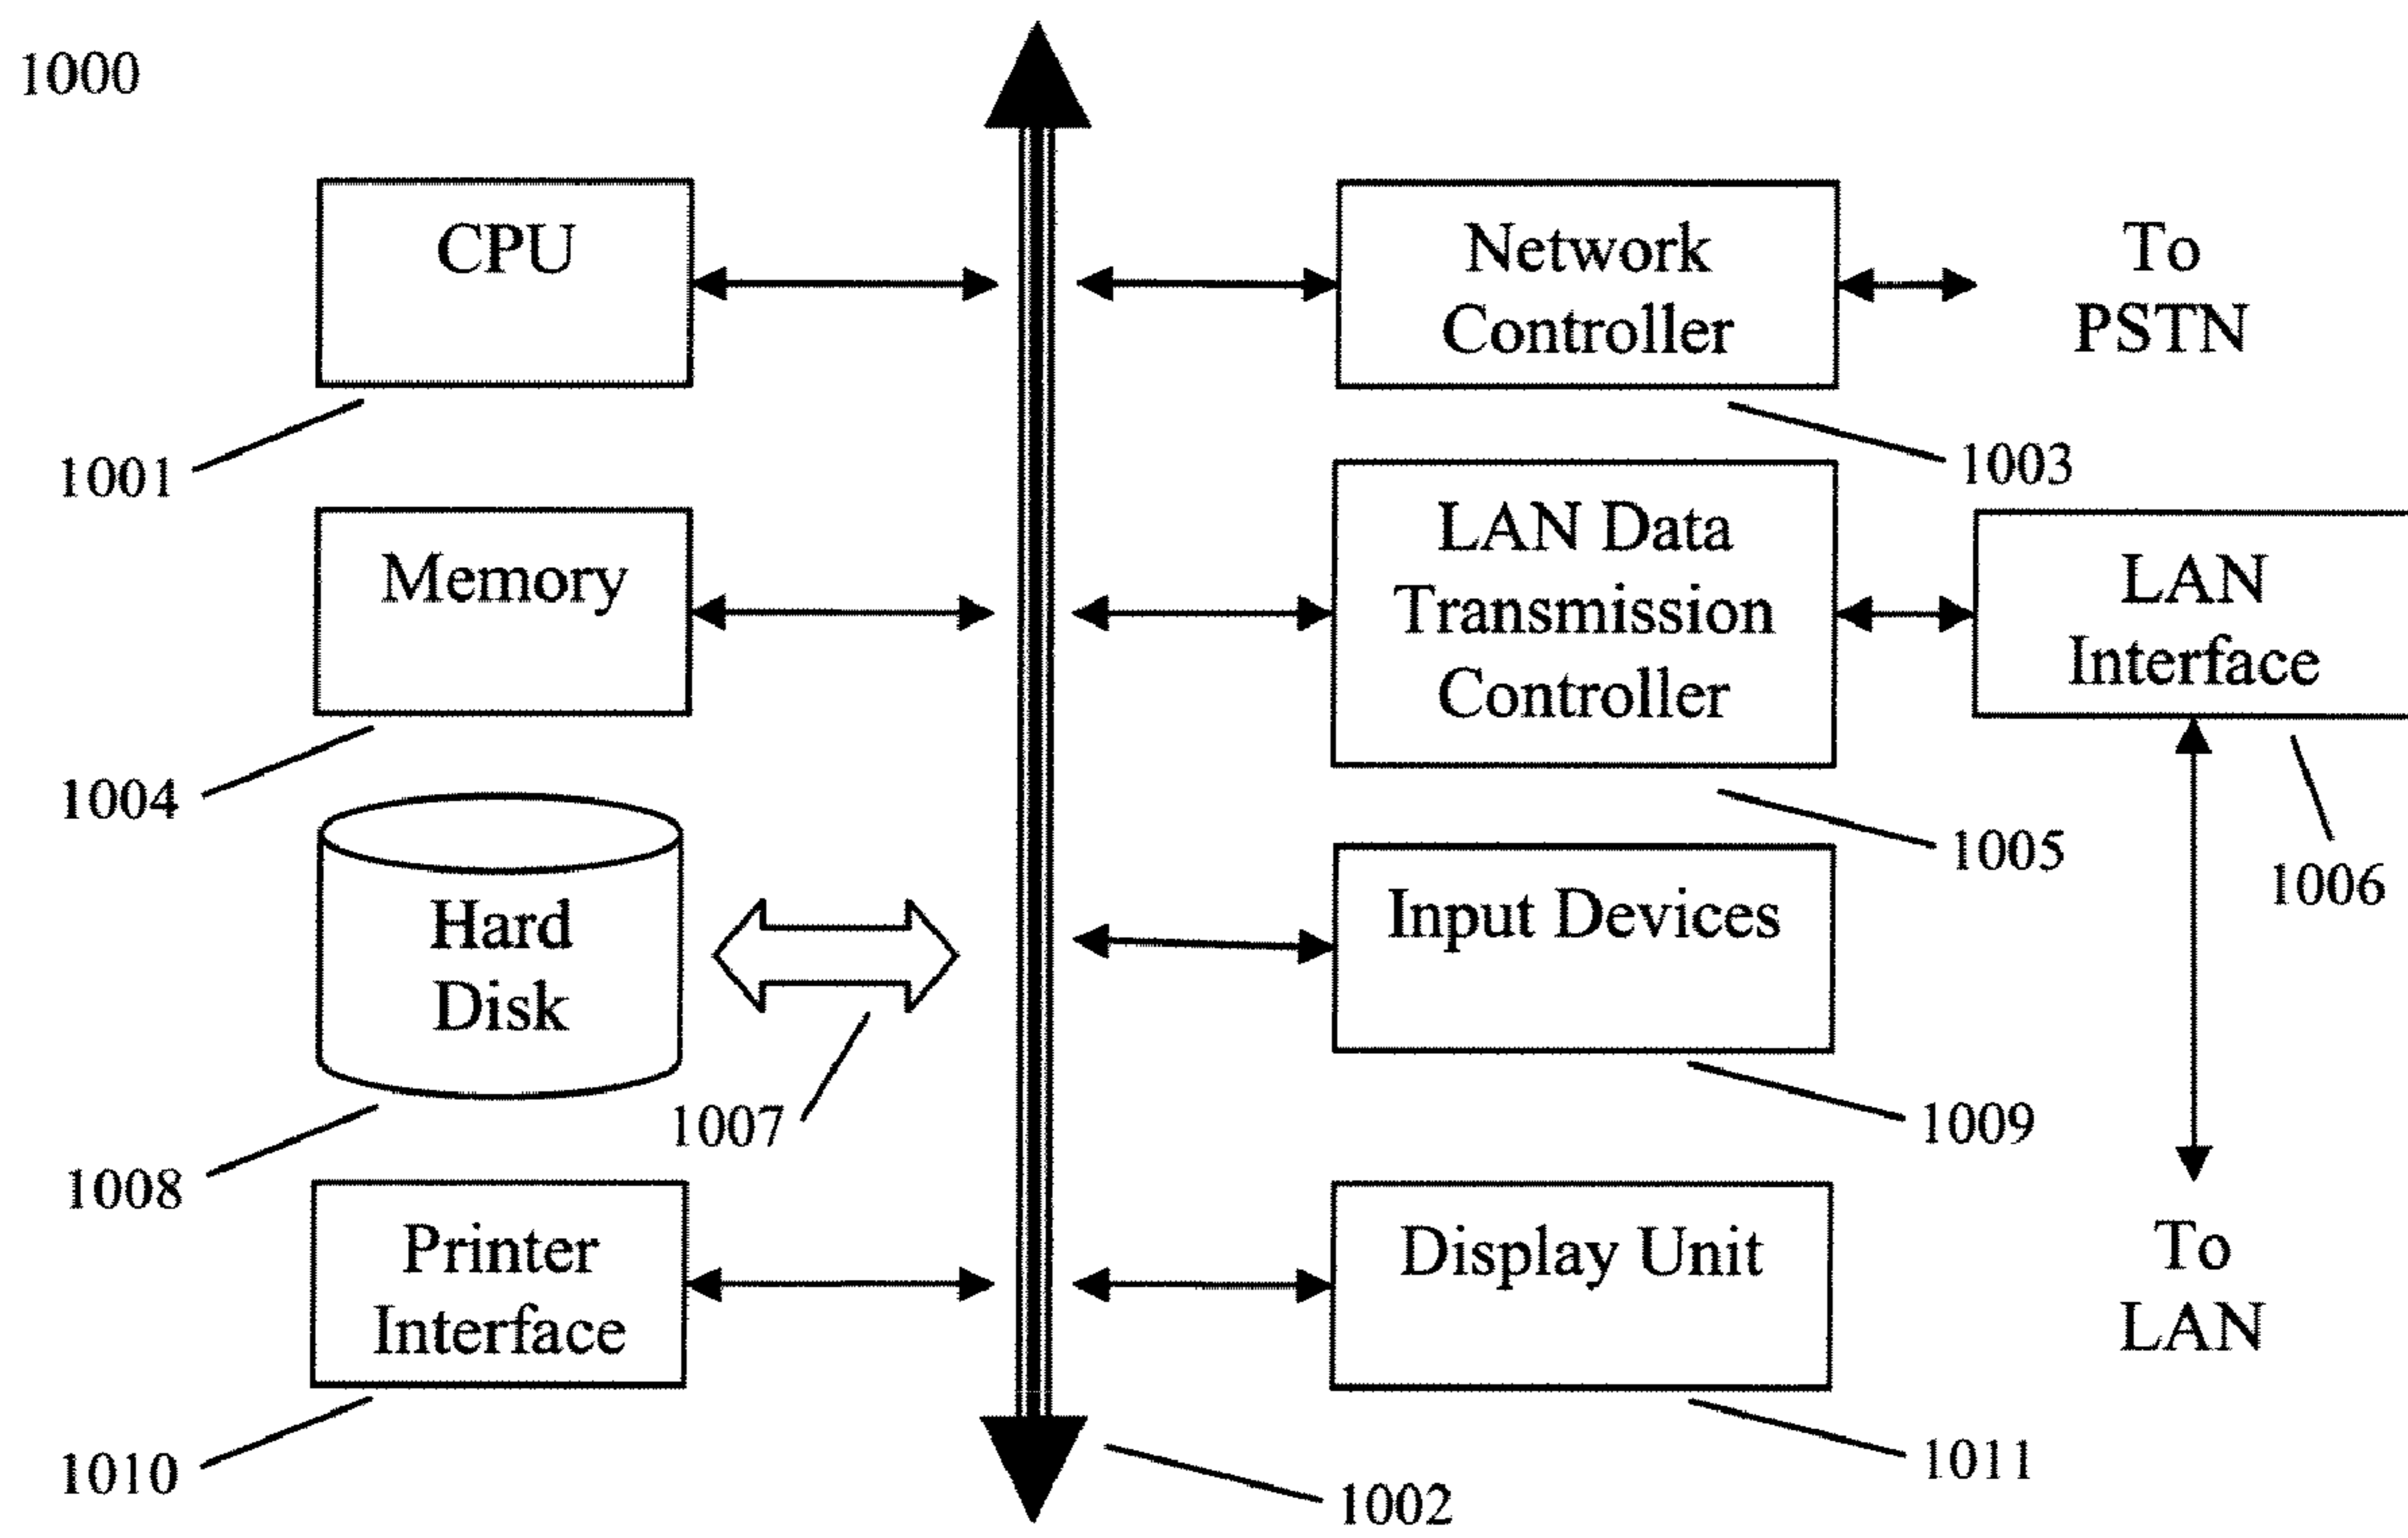 1000
CPU
Network
Controller
To
PSTN
1001
1003
Memory
LAN Data
Transmission
Controller
LAN
Interface
1004
1005
1006
Hard
Disk
1007
Input Devices
1008
1009
Printer
Interface
Display Unit
To
LAN
1010
1002
1011